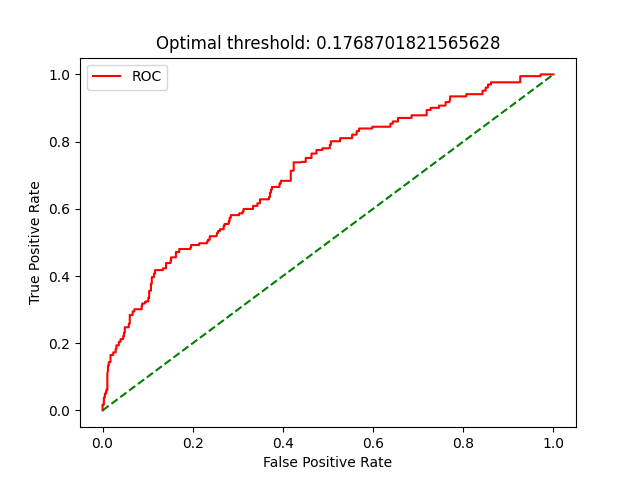 Optimal threshold: 0.1768701821565628
ROC
1.0
0.8
0.6
0.4
0.2
0.0
True Positive Rate
0.0 0.2 0.4 0.6 0.8 1.0
False Positive Rate